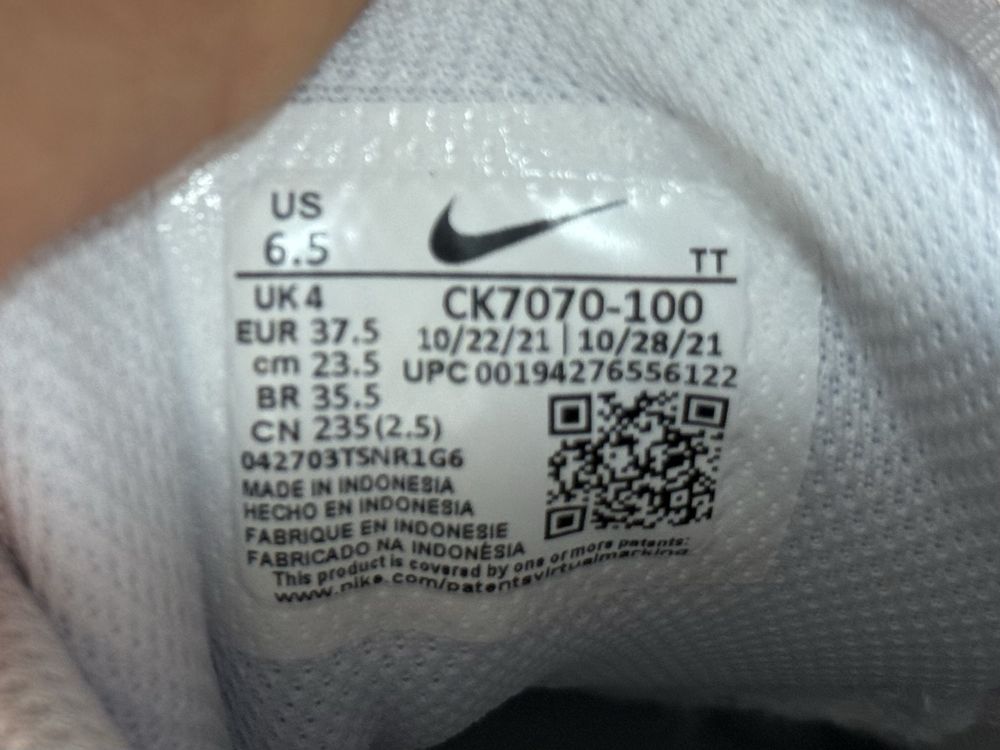 US
6.5
TT
UK 4
EUR 37.5
cm 23.5
BR 35.5
CN 235(2.5)
CK7070-100
10/22/21 | 10/28/21
UPC 00194276556122
042703TSNR1G6
MADE IN INDONESIA
HECHO EN INDONESIA
FABRIQUE EN INDONESIE
FABRICADO NA INDONÉSIA
This product is covered by one or more patents:
www.nike.com/patentsvirtualmarking